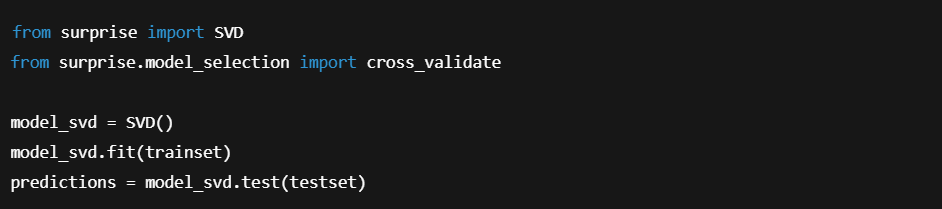 from surprise import SVD
from surprise.model_selection import cross_validate
model_svd = SVD()
model_svd.fit(trainset)
predictions = model_svd.test(testset)